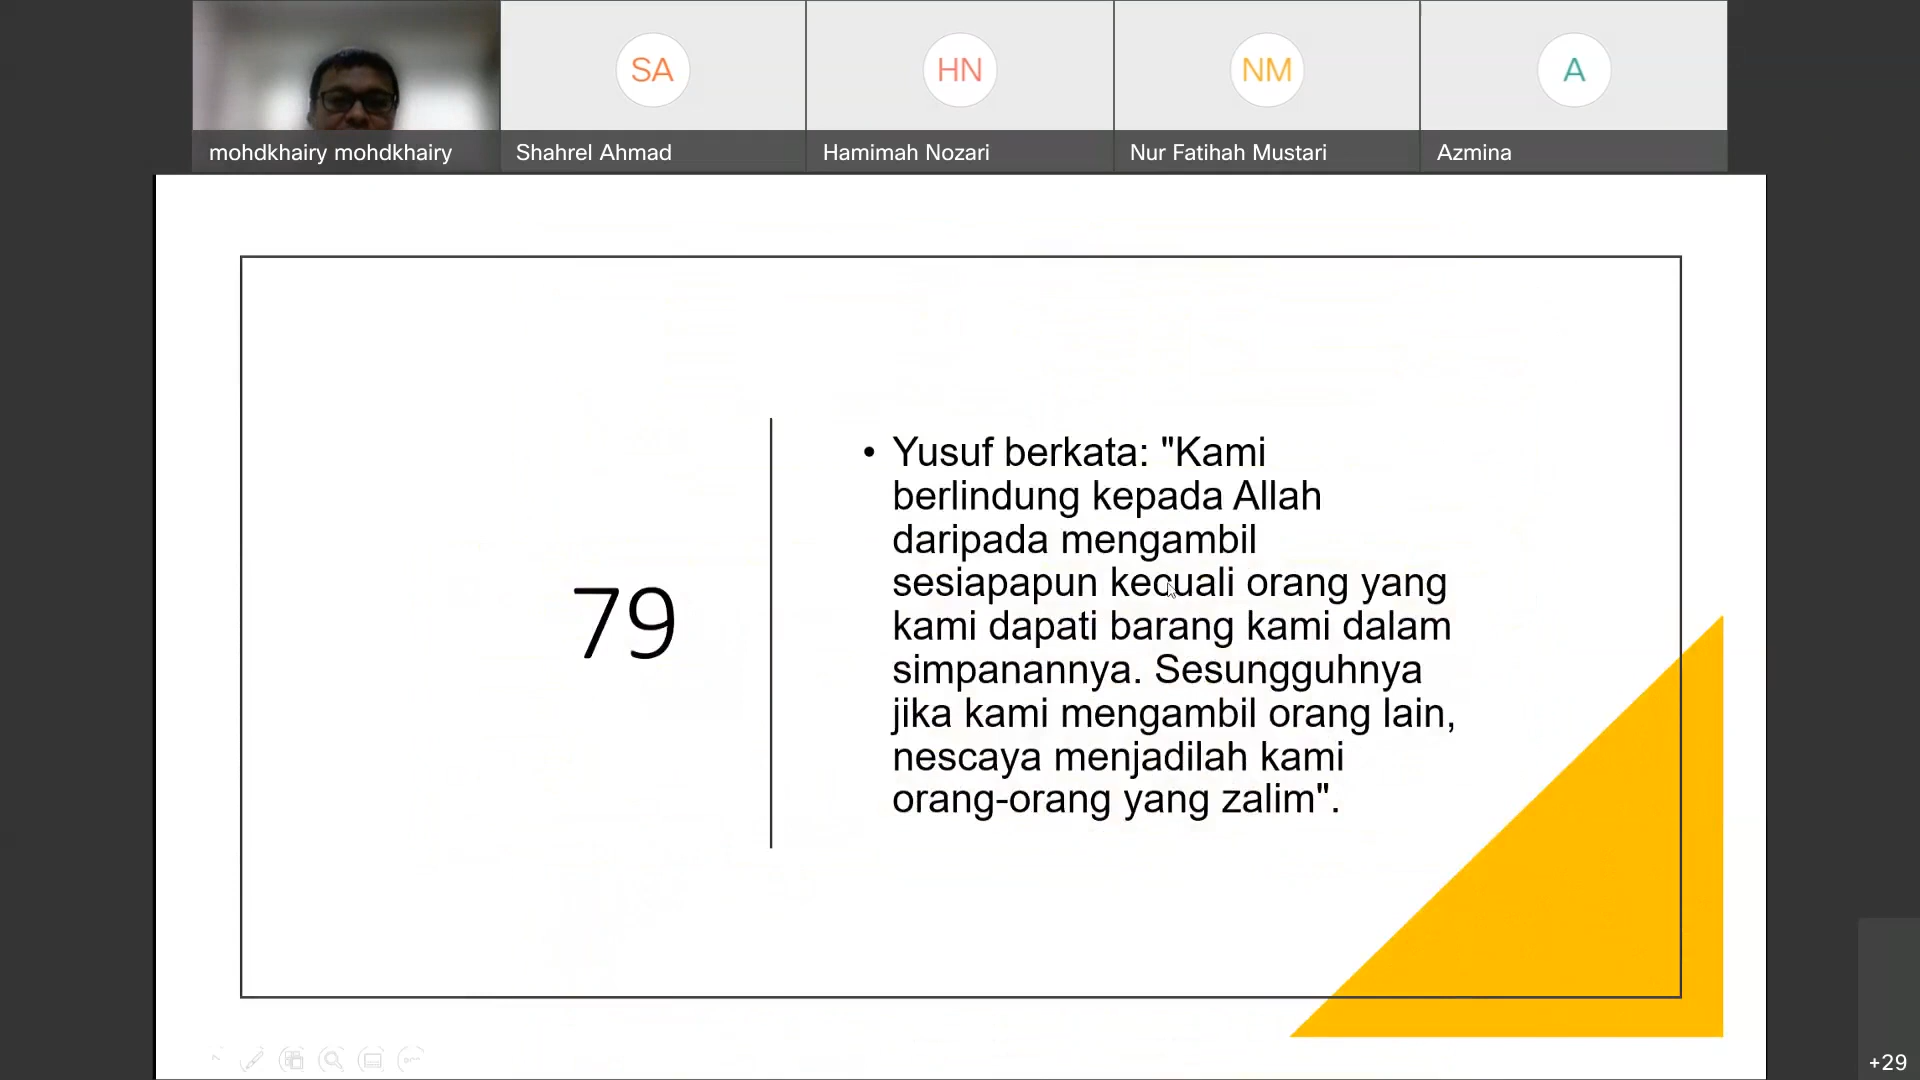 SA
HN
NM
A
mohdkhairy mohdkhairy
Shahrel Ahmad
Hamimah Nozari
Nur Fatihah Mustari
Azmina
79
• Yusuf berkata: "Kami
berlindung kepada Allah
daripada mengambil
sesiapapun kecuali orang yang
kami dapati barang kami dalam
simpanannya. Sesungguhnya
jika kami mengambil orang lain,
nescaya menjadilah kami
orang-orang yang zalim".
+29